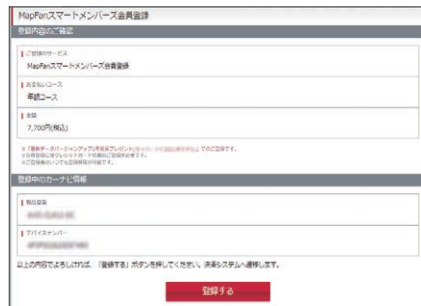 MapFanスマートメンバーズ会員登録
登録内容のご確認
ご登録のサービス
MapFanスマートメンバーズ会員登録
お支払いコース
年額コース
金額
7,700円(税込)
登録中のカーナビ情報
製品型番
デバイスナンバー
以上の内容でよろしければ、「登録する」ボタンを押してください。決済システムへ遷移します。
登録する